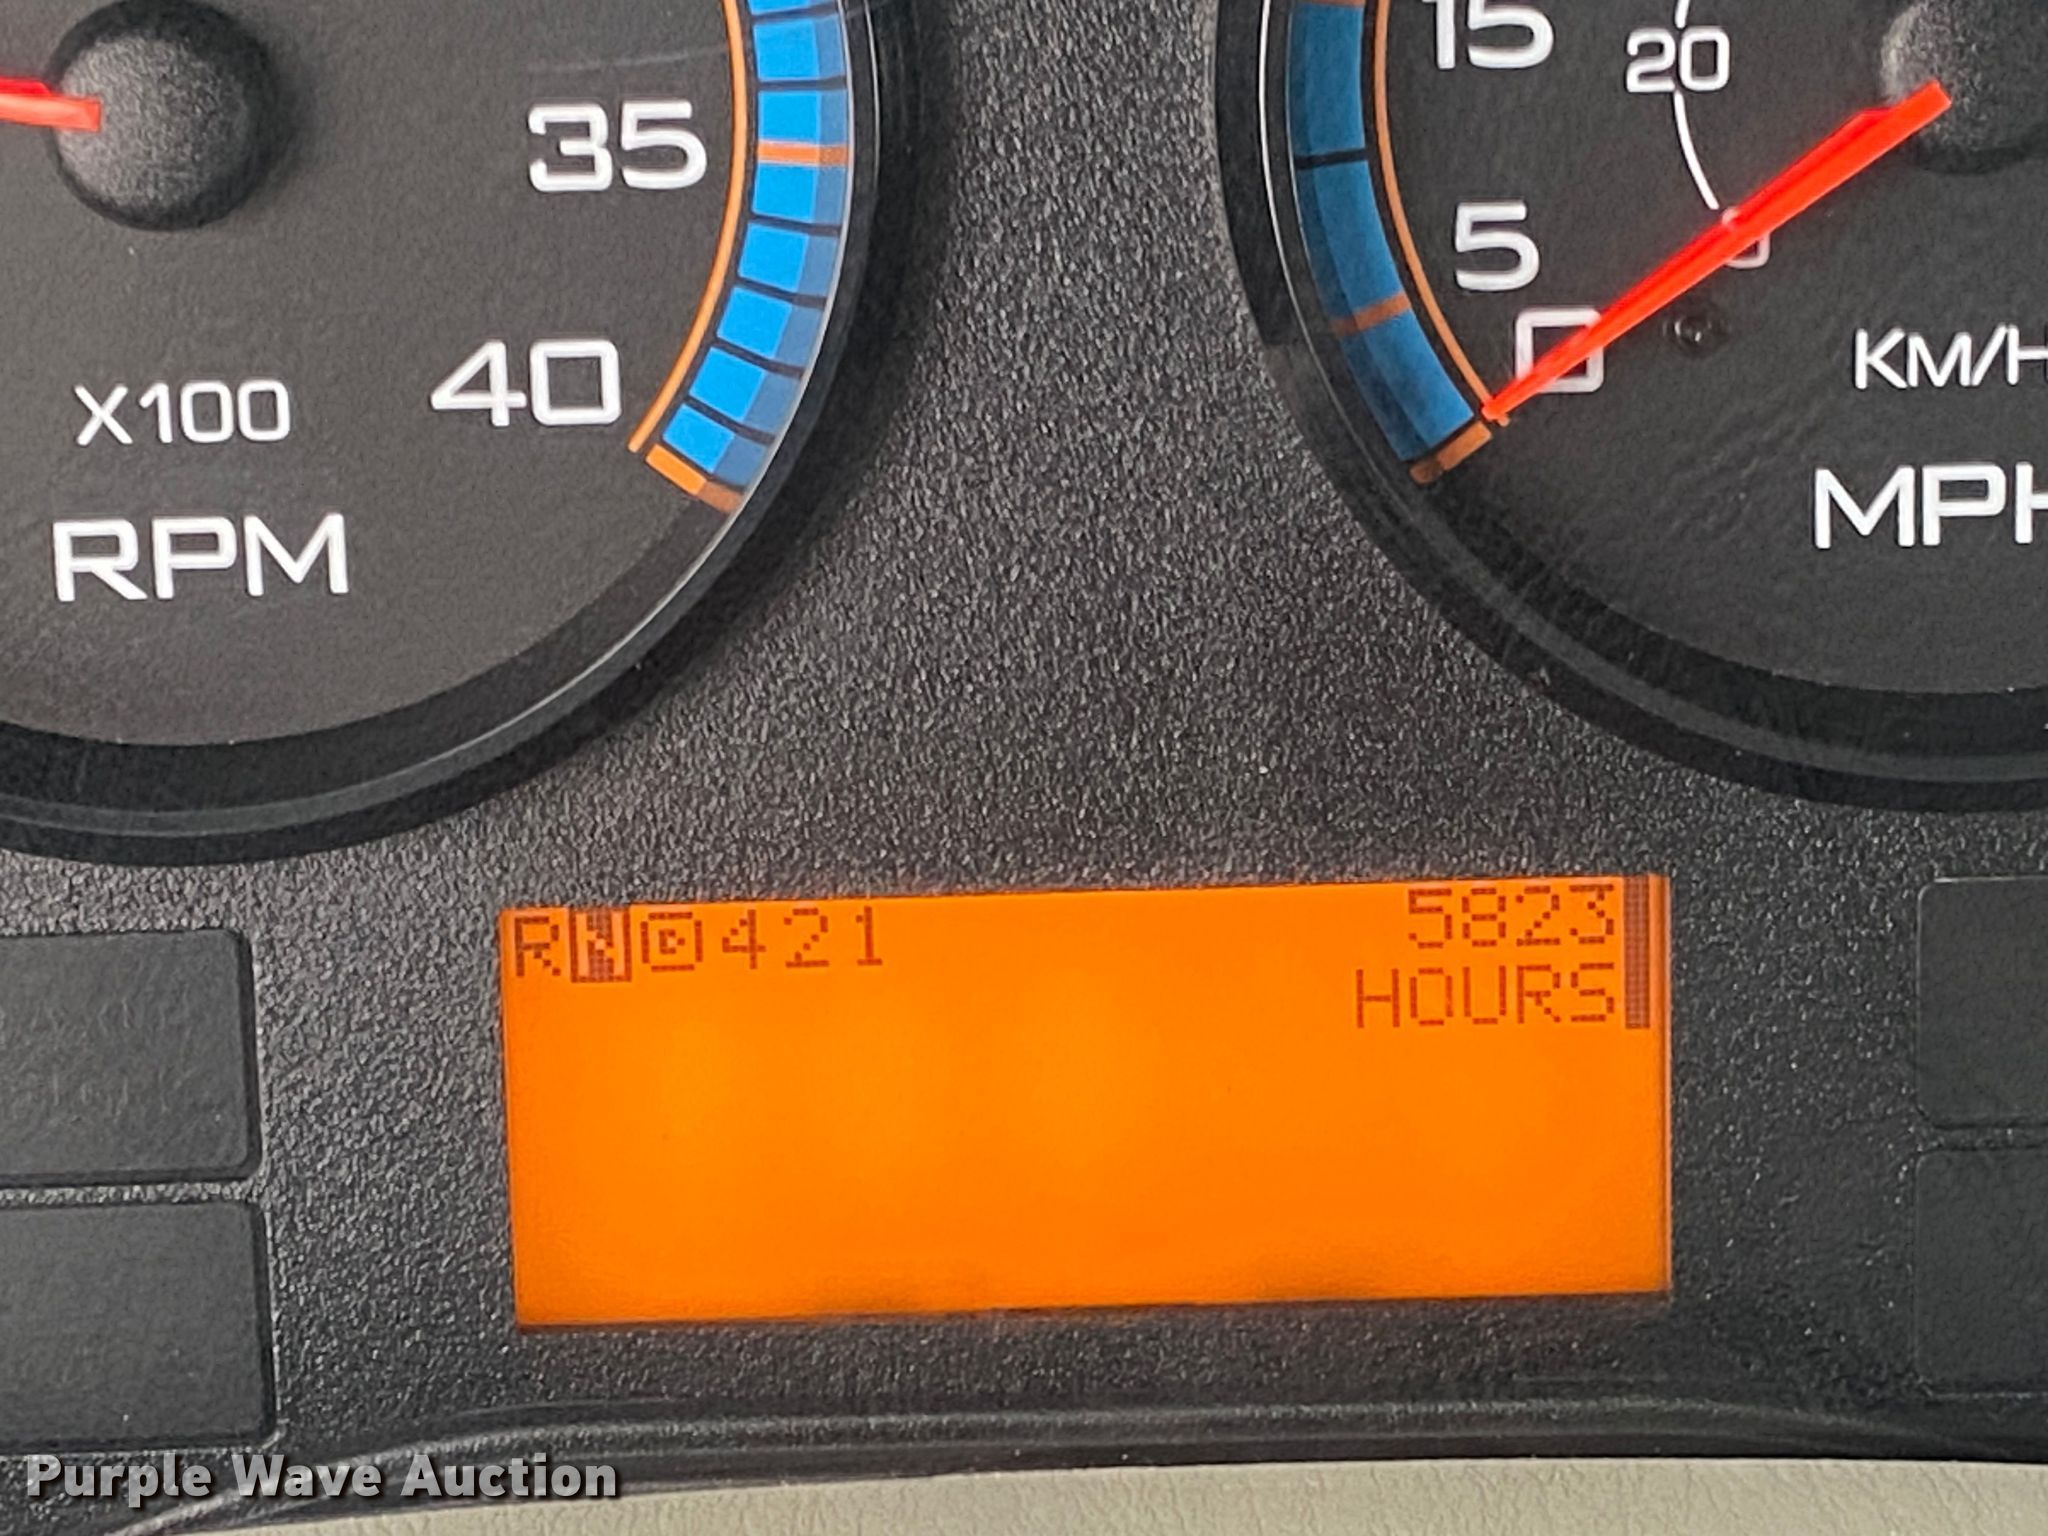 35
40
X100
RPM
15
20
5
0
KM/H
MPH
RN D 421
5823
HOURS
Purple Wave Auction